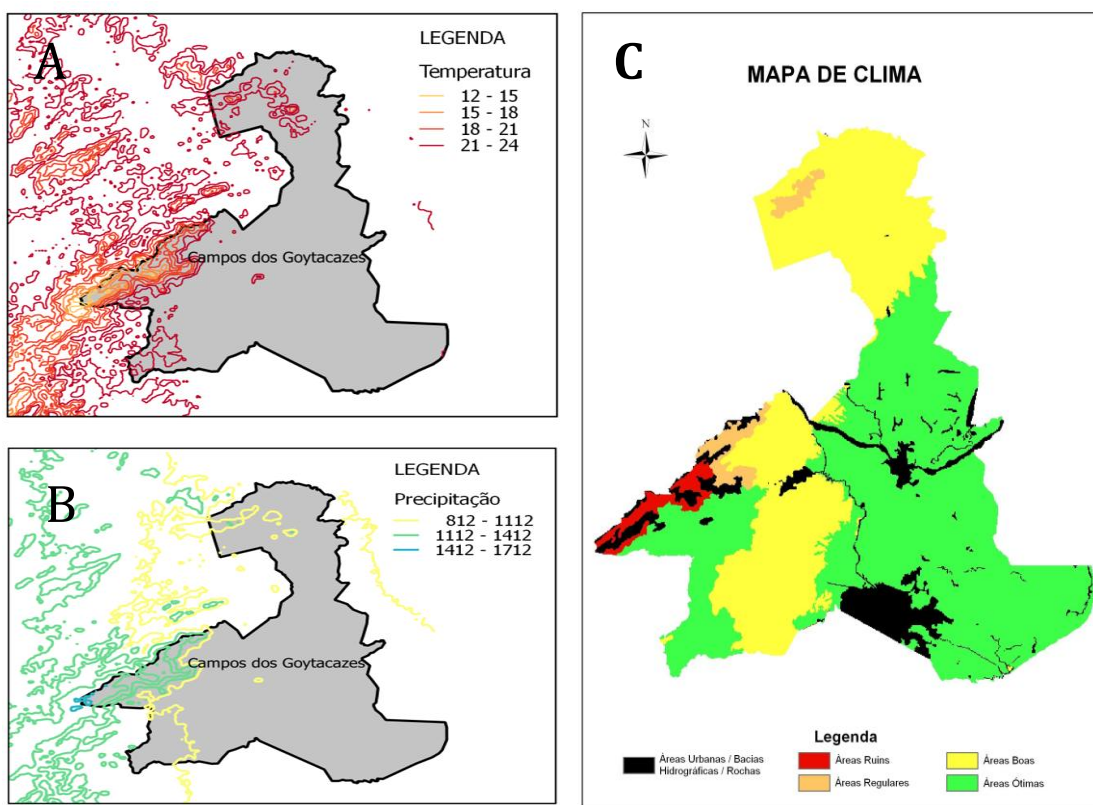 A
LEGENDA
Temperatura
12 - 15
15 - 18
18 - 21
21 - 24
Campos dos Goytacazes
B
LEGENDA
Precipitação
812 - 1112
1112 - 1412
1412 - 1712
Campos dos Goytacazes
C
MAPA DE CLIMA
N
Legenda
Áreas Urbanas / Bacias
Hidrográficas / Rochas
Áreas Ruins
Áreas Regulares
Áreas Boas
Áreas Ótimas